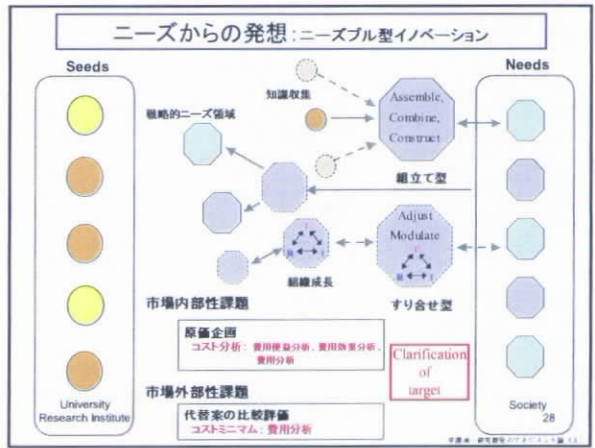 ニーズからの発想：ニーズプル型イノベーション
Seeds
Needs
知識収集
戦略的ニーズ領域
Assemble,
Combine,
Construct
組立て型
Adjust
Modulate
組織成長
すり合せ型
市場内部性課題
原価企画
コスト分析：費用便益分析、費用効果分析、
費用分析
Clarification
of
target
市場外部性課題
代替案の比較評価
コストミニマム：費用分析
University
Research Institute
Society
28